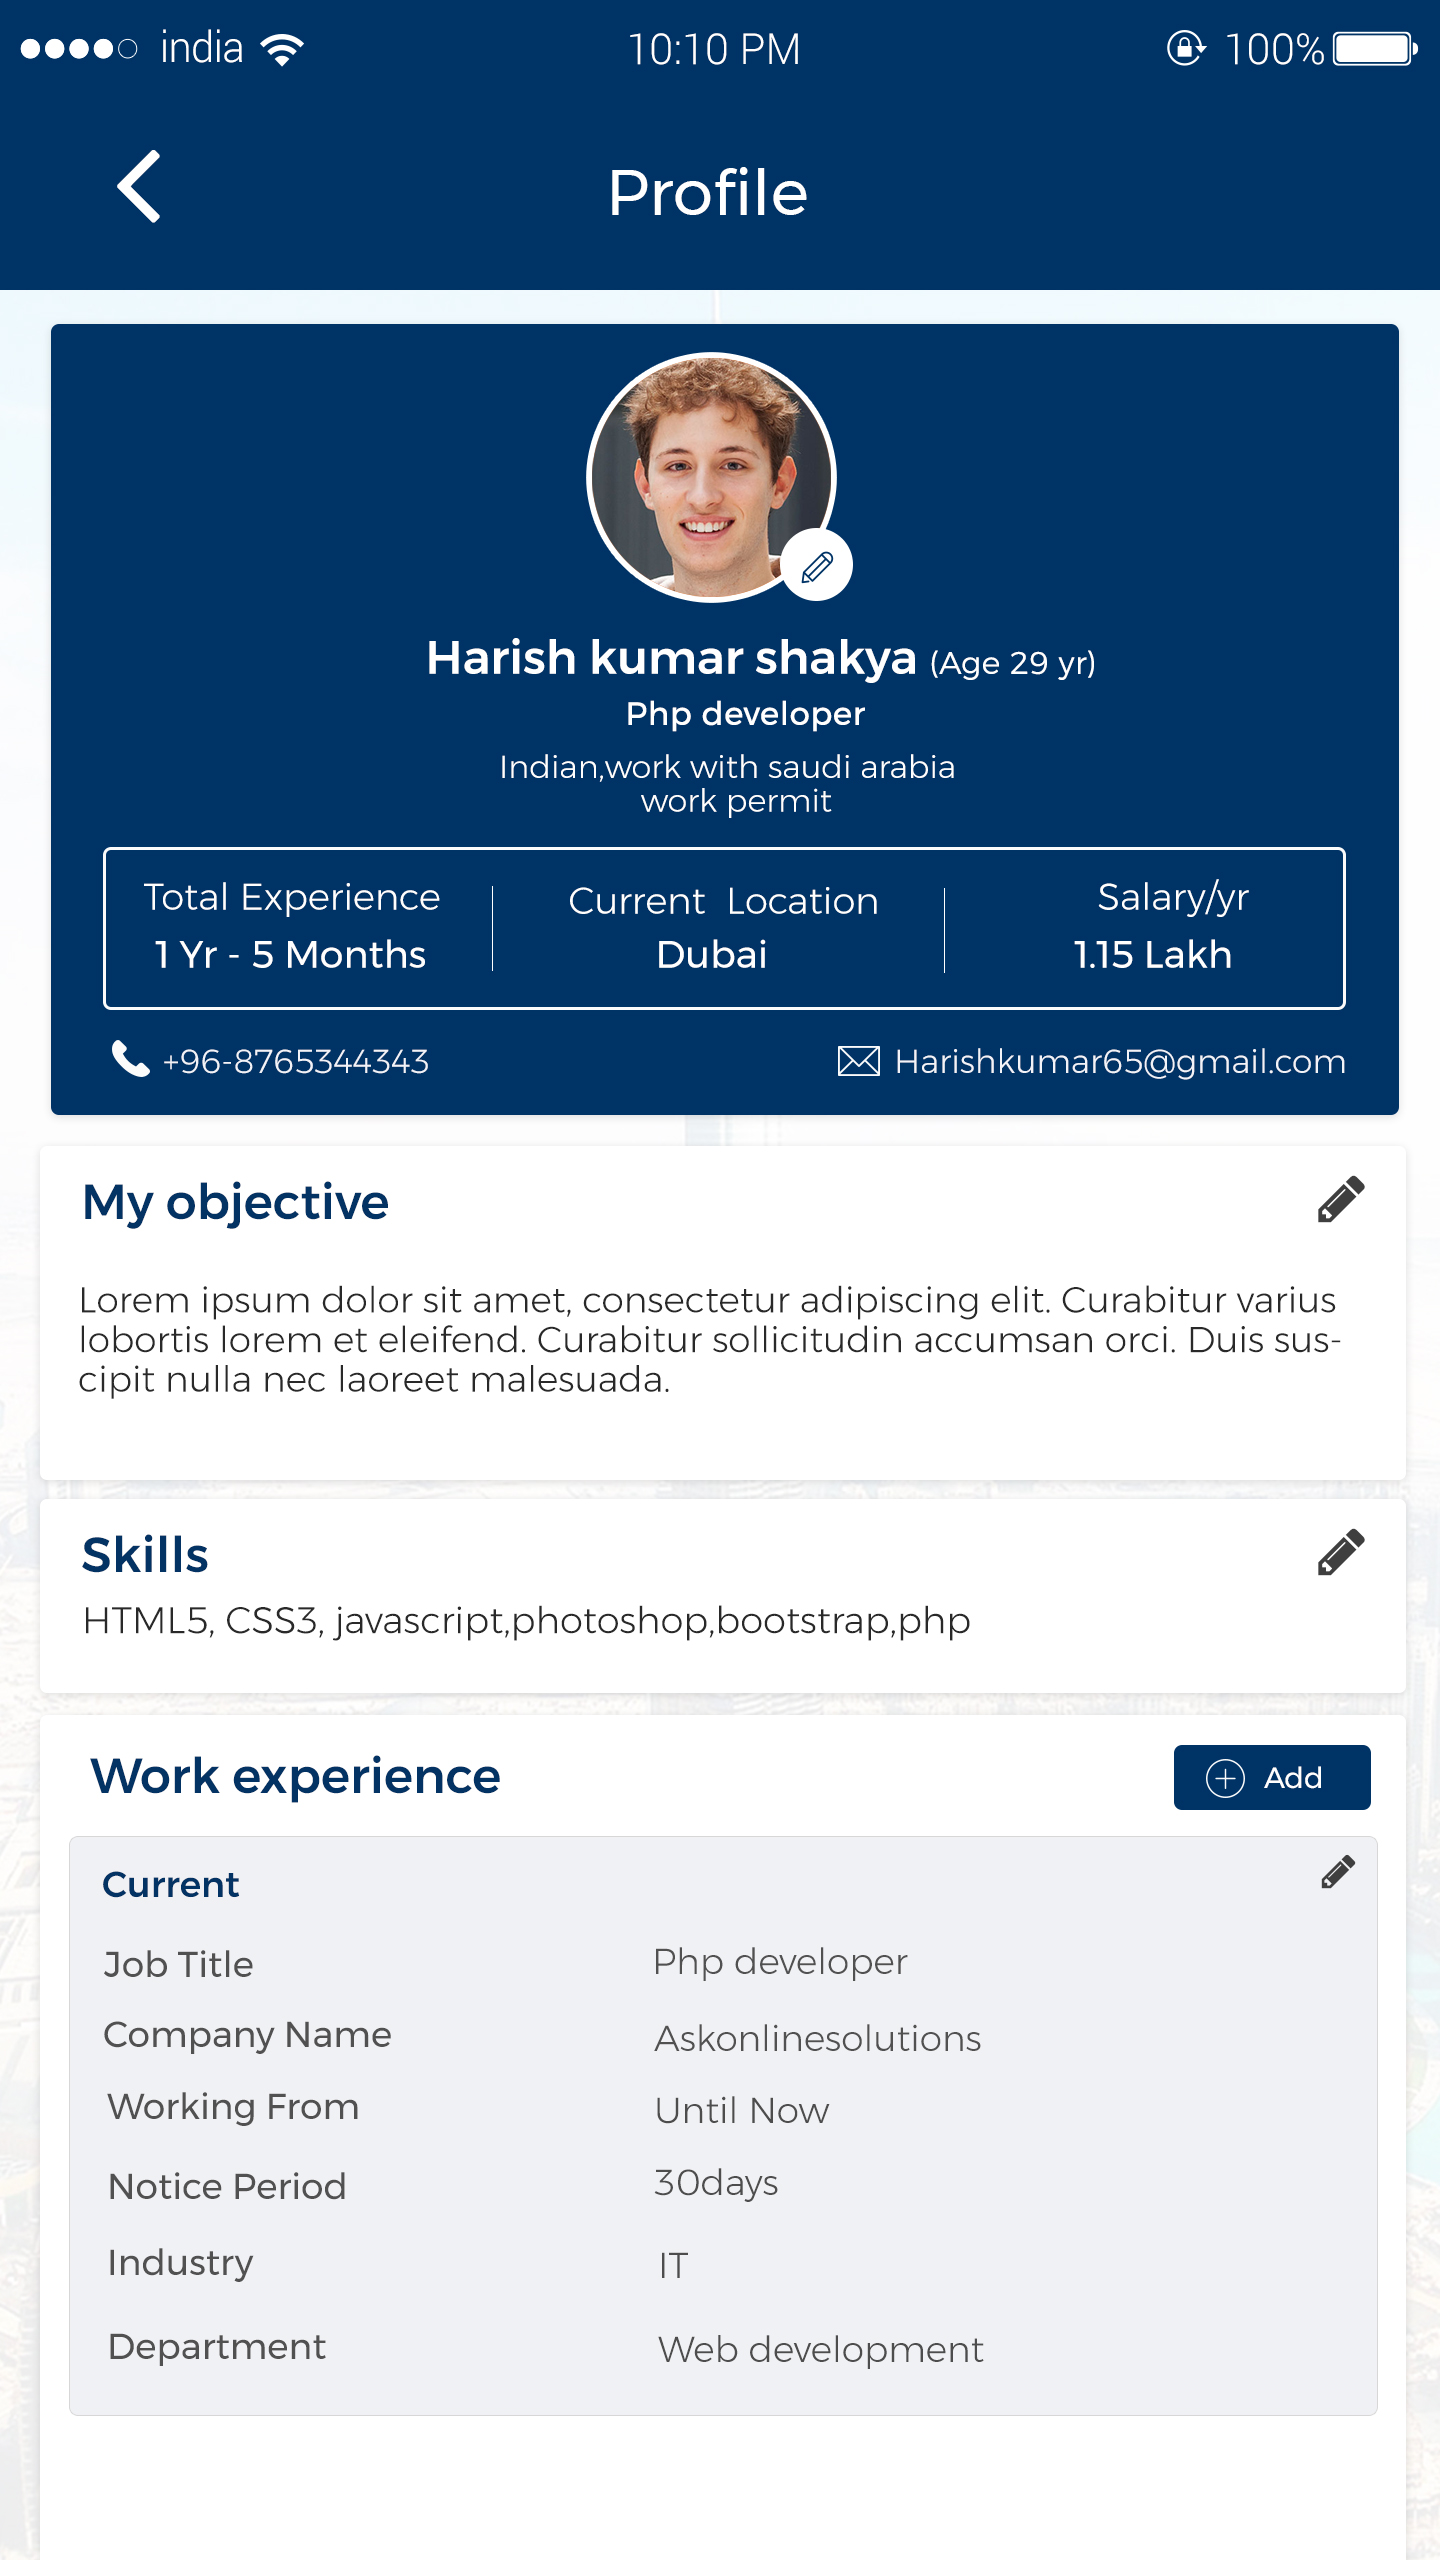 india 10:10 PM 100%
Profile
Harish kumar shakya (Age 29 yr)
Php developer
Indian,work with saudi arabia
work permit
Total Experience Current Location Salary/yr
1 Yr - 5 Months Dubai 1.15 Lakh
+96-8765344343 Harishkumar65@gmail.com
My objective
Lorem ipsum dolor sit amet, consectetur adipiscing elit. Curabitur varius
lobortis lorem et eleifend. Curabitur sollicitudin accumsan orci. Duis sus-
cipit nulla nec laoreet malesuada.
Skills
HTML5, CSS3, javascript,photoshop,bootstrap,php
Work experience Add
Current
Job Title Php developer
Company Name Askonlinesolutions
Working From Until Now
Notice Period 30days
Industry IT
Department Web development